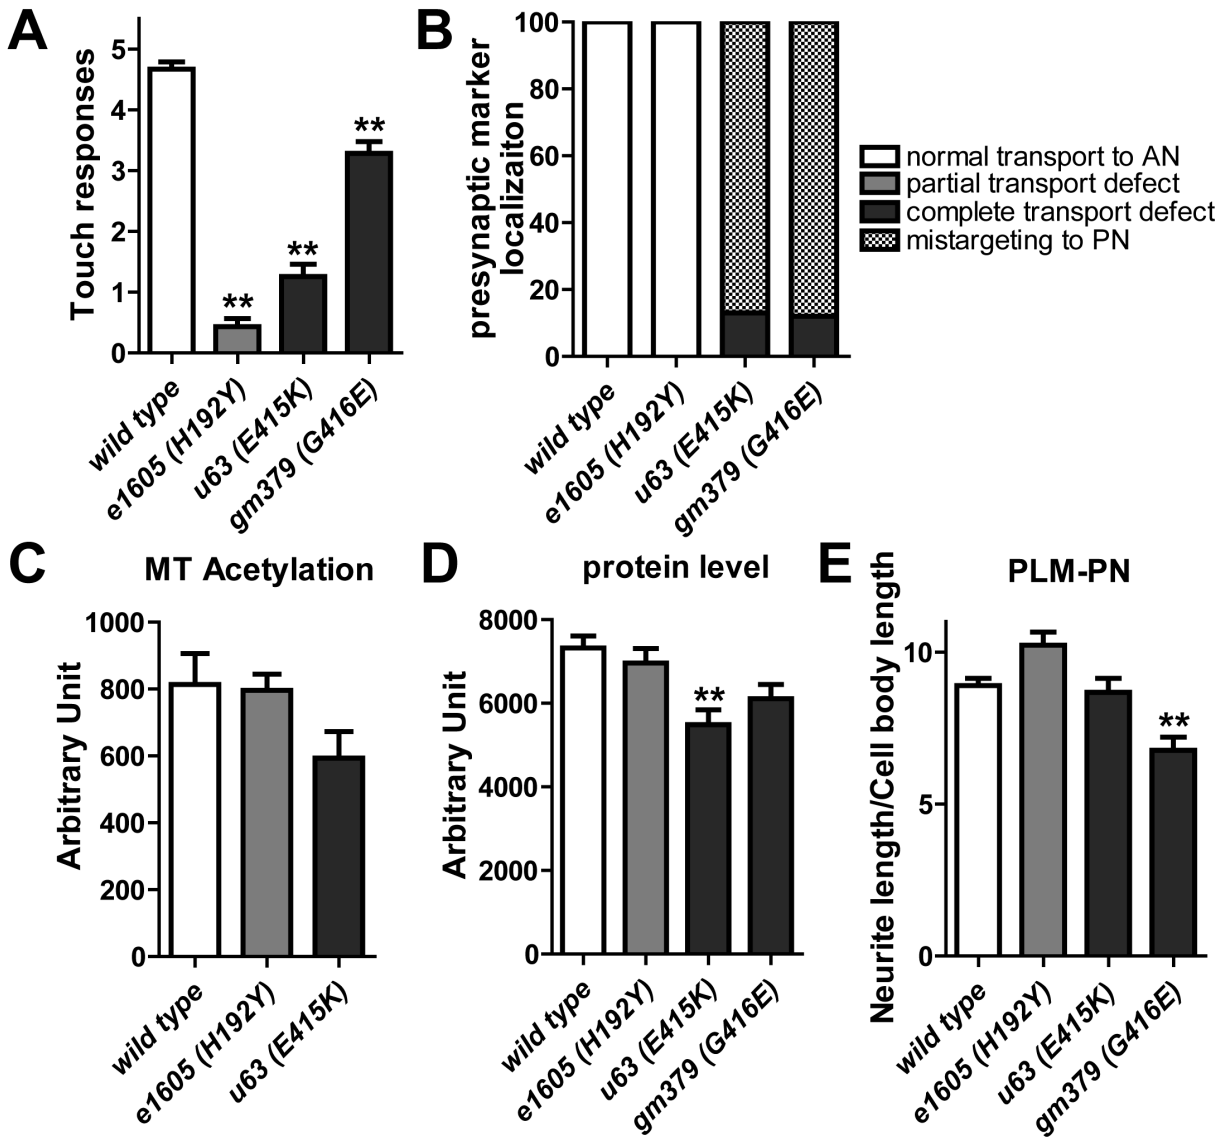 A
Touch responses
5
4
3
2
1
0
**
**
**
wild type
e1605 (H192Y)
u63 (E415K)
gm379 (G416E)
B
presynaptic marker
localizaiton
100
80
60
40
20
0
wild type
e1605 (H192Y)
u63 (E415K)
gm379 (G416E)
normal transport to AN
partial transport defect
complete transport defect
mistargeting to PN
C
MT Acetylation
Arbitrary Unit
1000
800
600
400
200
0
wild type
e1605 (H192Y)
u63 (E415K)
D
protein level
Arbitrary Unit
8000
6000
4000
2000
0
**
wild type
e1605 (H192Y)
u63 (E415K)
gm379 (G416E)
E
PLM-PN
Neurite length/Cell body length
10
5
0
**
wild type
e1605 (H192Y)
u63 (E415K)
gm379 (G416E)